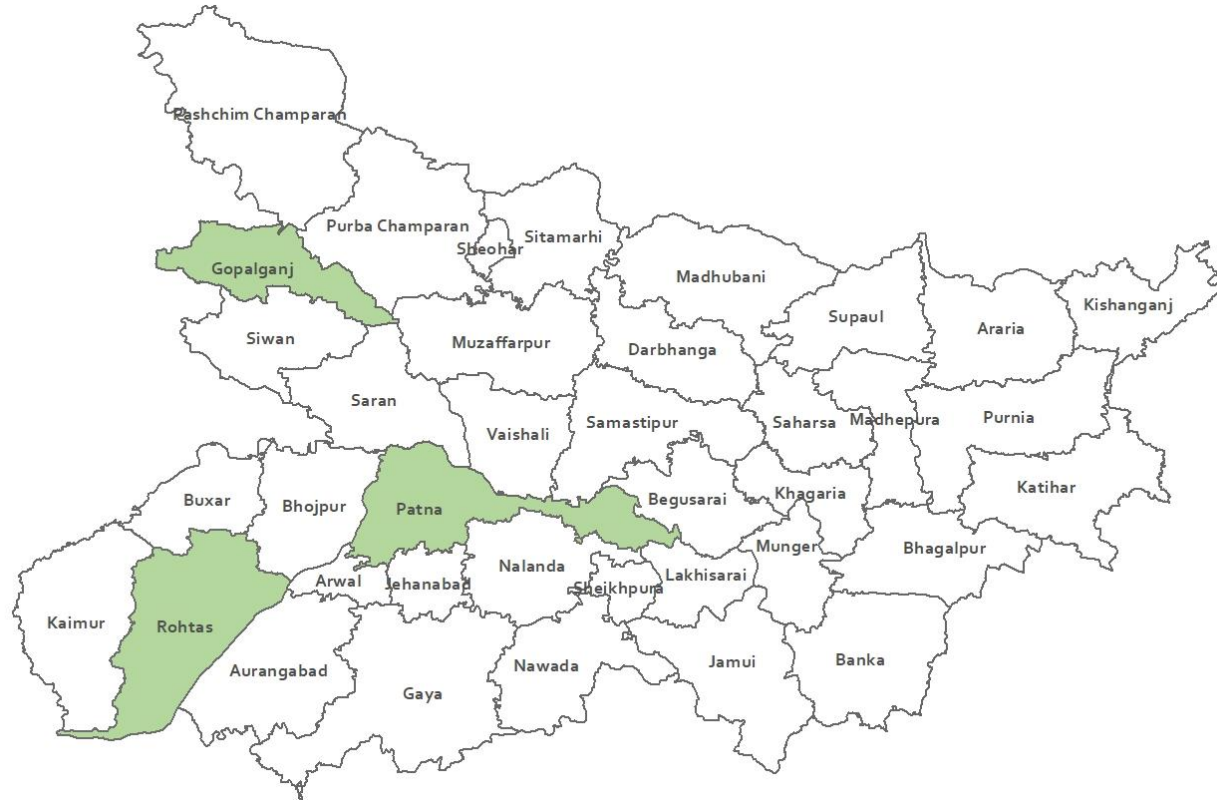 Pashchim Champaran
Purba Champaran
Sheohar
Sitamarhi
Gopalganj
Madhubani
Kishanganj
Siwan
Muzaffarpur
Darbhanga
Supaul
Araria
Saran
Vaishali
Samastipur
Saharsa
Madhepura
Purnia
Buxar
Bhojpur
Patna
Begusarai
Khagaria
Katihar
Arwal
Jehanabad
Nalanda
Sheikhpura
Lakhisarai
Munger
Bhagalpur
Kaimur
Rohtas
Aurangabad
Gaya
Nawada
Jamui
Banka